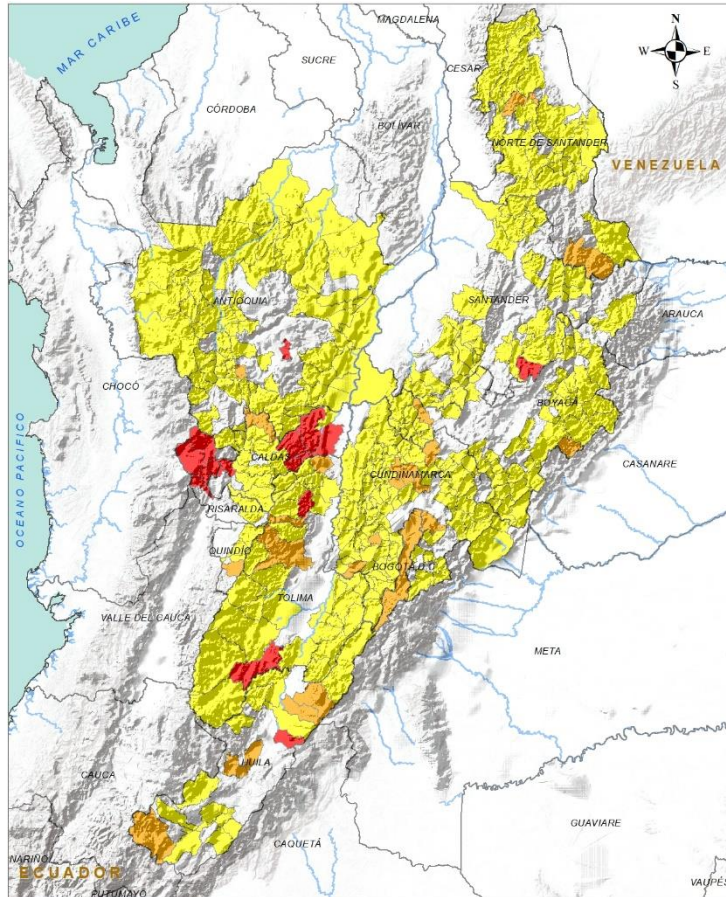 MAGDALENA
N
W E
S
MAR CARIBE
SUCRE
CESAR
CÓRDOBA
BOLÍVAR
NORTE DE SANTANDER
VENEZUELA
ANTIOQUIA
SANTANDER
ARAUCA
CHOCÓ
BOYACÁ
OCEANO PACIFICO
CALDAS
CUNDINAMARCA
CASANARE
RISARALDA
QUINDÍO
BOGOTÁ D.C
TOLIMA
VALLE DEL CAUCA
META
HUILA
CAUCA
GUAVIARE
CAQUETÁ
NARIÑO
ECUADOR
PUTUMAYO
VAUPÉS